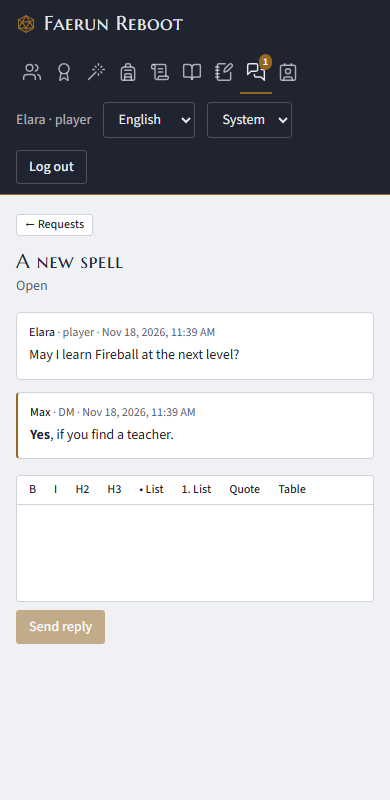 Faerun Reboot
1
Elara · player
English
System
Log out
← Requests
A new spell
Open
Elara · player · Nov 18, 2026, 11:39 AM
May I learn Fireball at the next level?
Max · DM · Nov 18, 2026, 11:39 AM
Yes, if you find a teacher.
B I H2 H3 • List 1. List Quote Table
Send reply